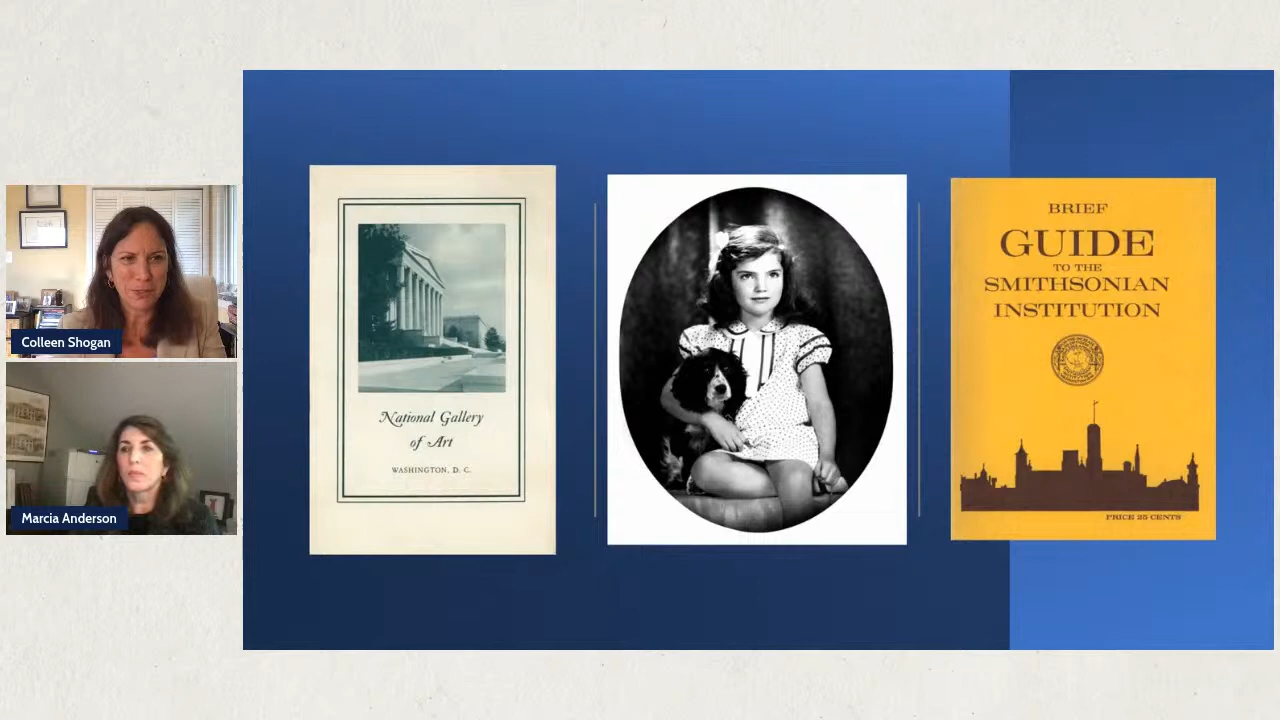 Colleen Shogan
Marcia Anderson
National Gallery
of Art
WASHINGTON, D. C.
BRIEF
GUIDE
TO THE
SMITHSONIAN
INSTITUTION
PRICE 25 CENTS